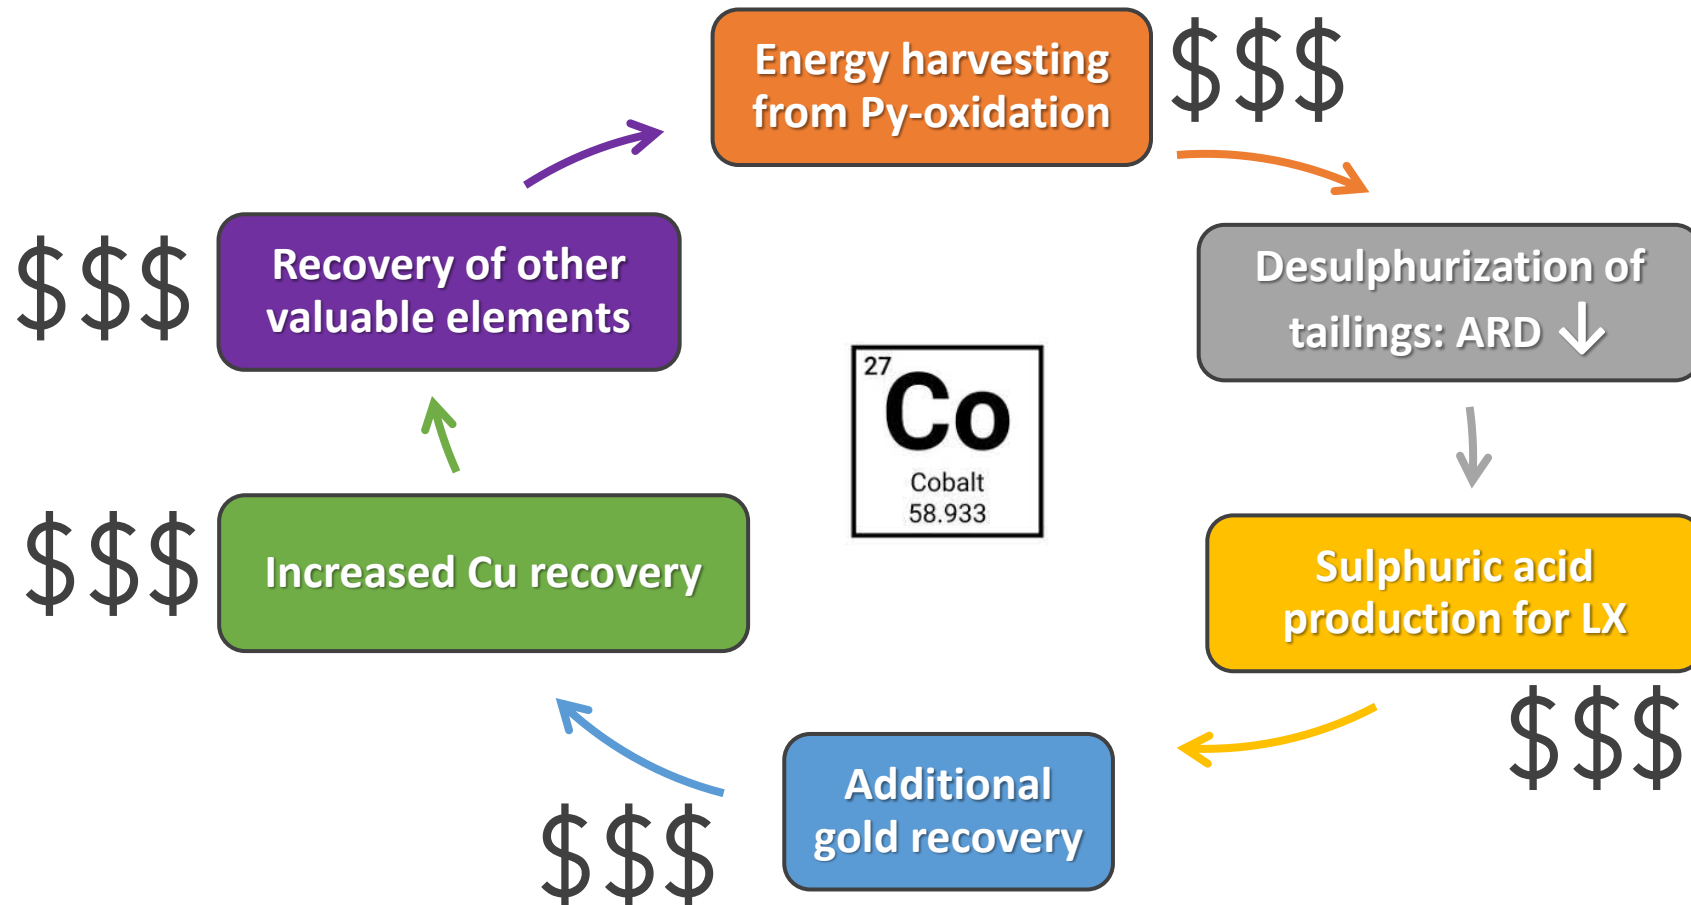 Energy harvesting
from Py-oxidation
$$$
Desulphurization of
tailings: ARD ↓
Sulphuric acid
production for LX
$$$
Additional
gold recovery
$$$
Increased Cu recovery
$$$
Recovery of other
valuable elements
$$$
27
Co
Cobalt
58.933